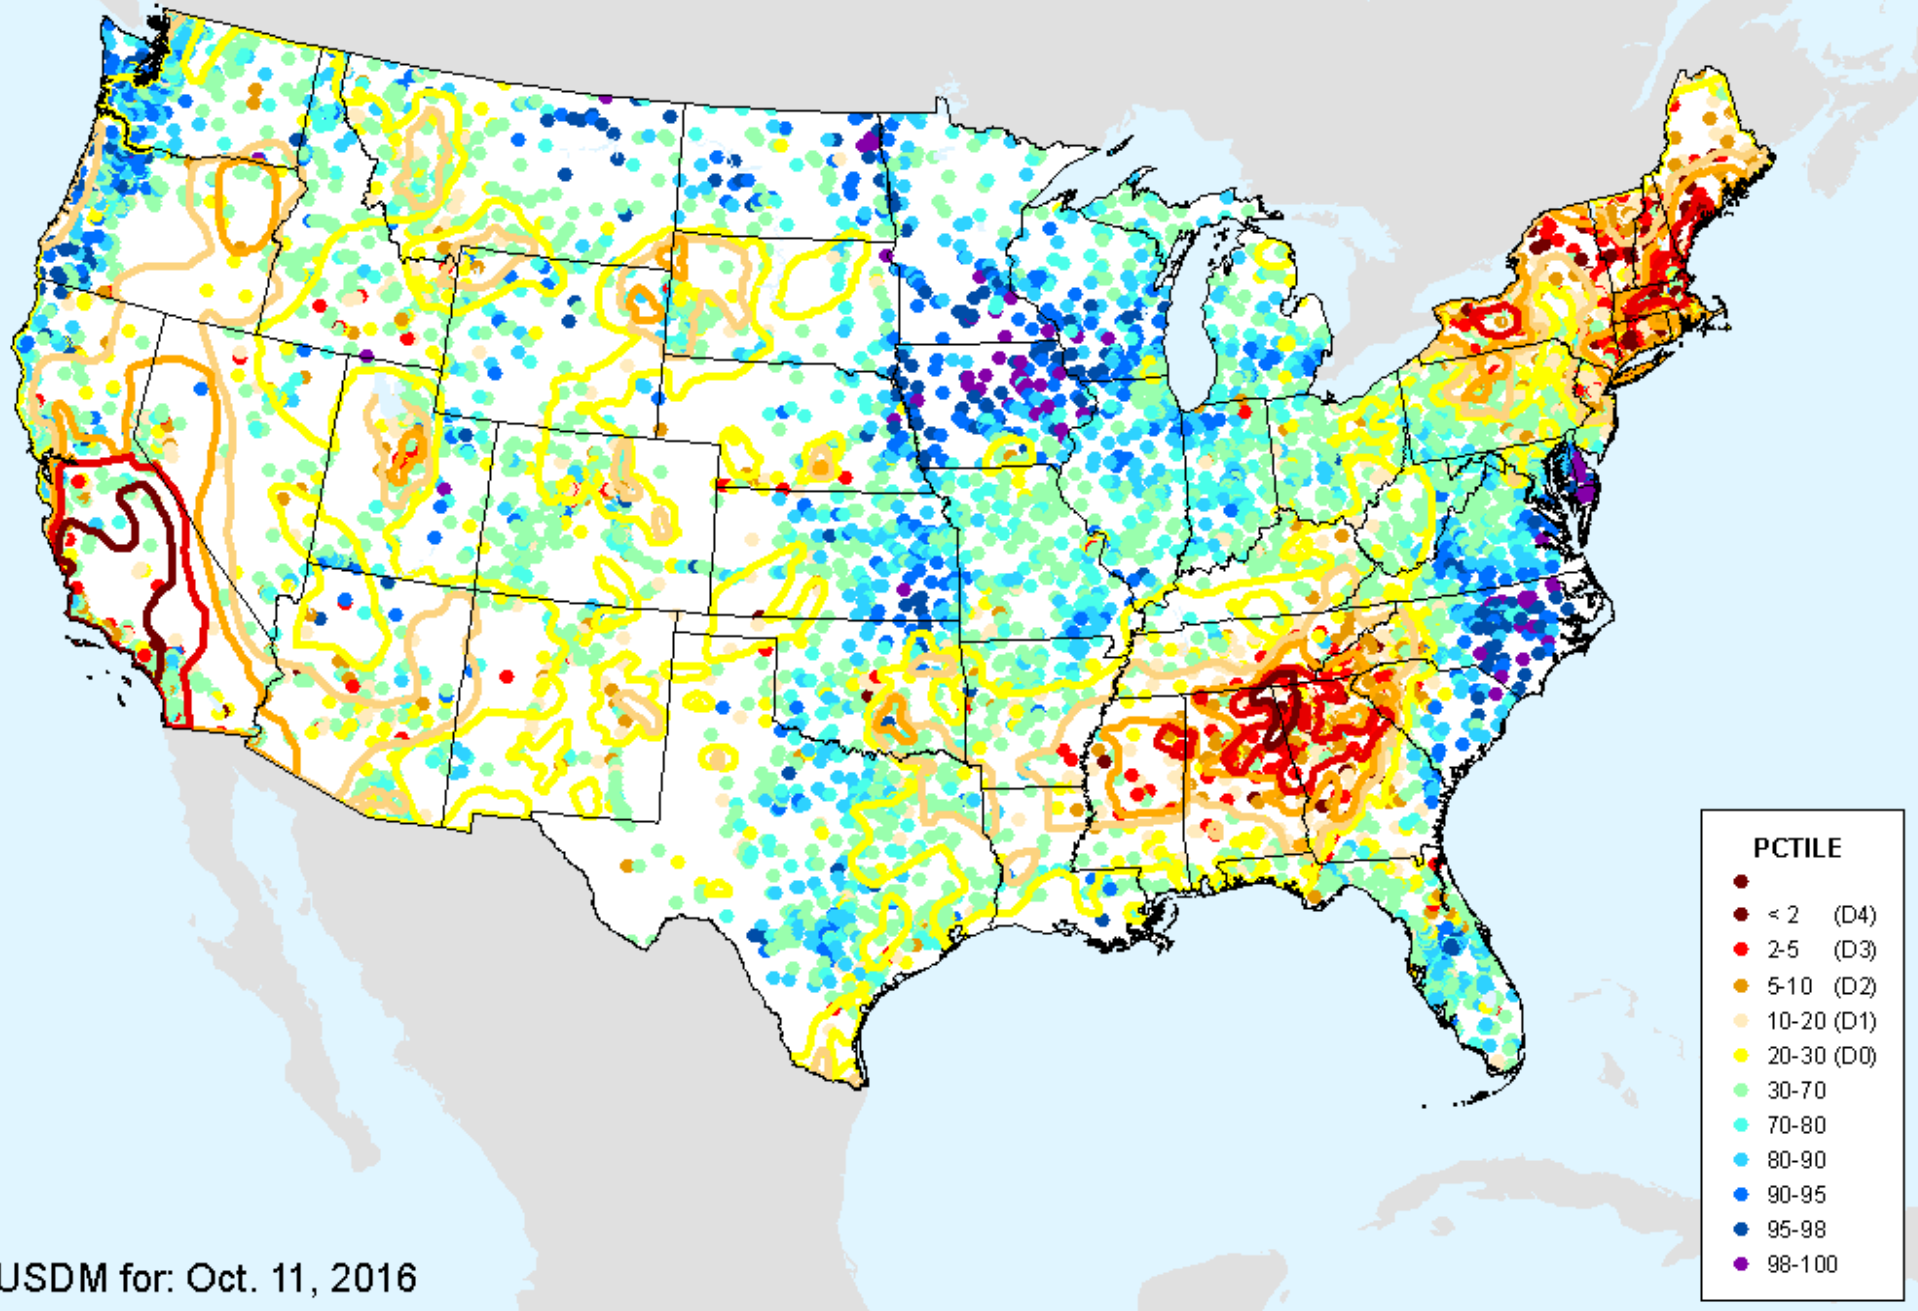 PCTILE
< 2 (D4)
2-5 (D3)
5-10 (D2)
10-20 (D1)
20-30 (D0)
30-70
70-80
80-90
90-95
95-98
98-100
USDM for: Oct. 11, 2016